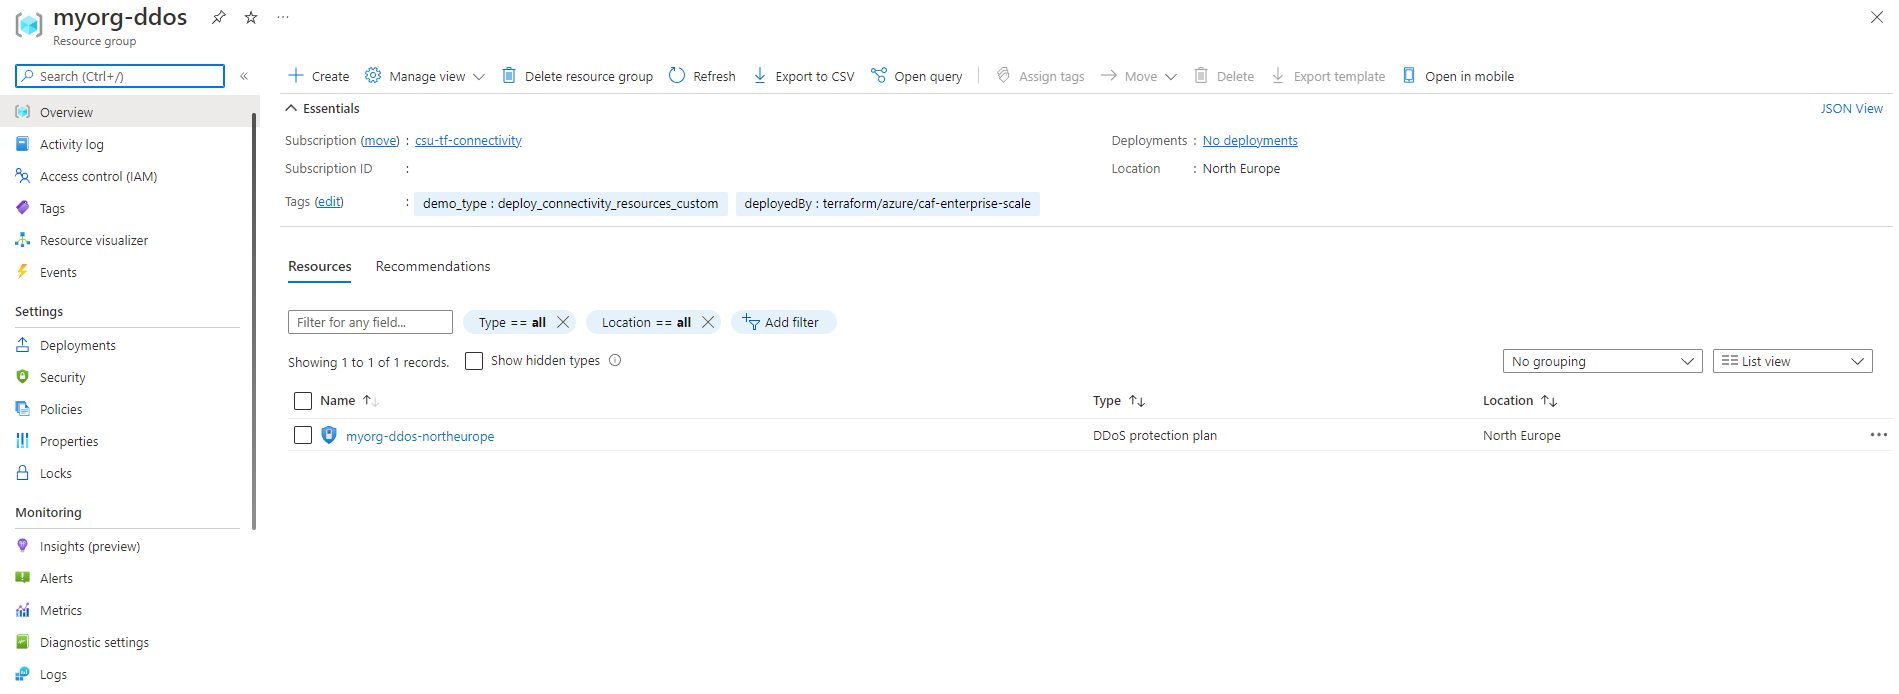 myorg-ddos
Resource group
Search (Ctrl+/)
Create Manage view Delete resource group Refresh Export to CSV Open query Assign tags Move Delete Export template Open in mobile
Overview
Activity log
Access control (IAM)
Tags
Resource visualizer
Events
Settings
Deployments
Security
Policies
Properties
Locks
Monitoring
Insights (preview)
Alerts
Metrics
Diagnostic settings
Logs
Essentials JSON View
Subscription (move) : csu-tf-connectivity Deployments : No deployments
Subscription ID : Location : North Europe
Tags (edit) : demo_type : deploy_connectivity_resources_custom deployedBy : terraform/azure/caf-enterprise-scale
Resources Recommendations
Filter for any field... Type == all Location == all Add filter
Showing 1 to 1 of 1 records. Show hidden types No grouping List view
Name Type Location
myorg-ddos-northeurope DDoS protection plan North Europe